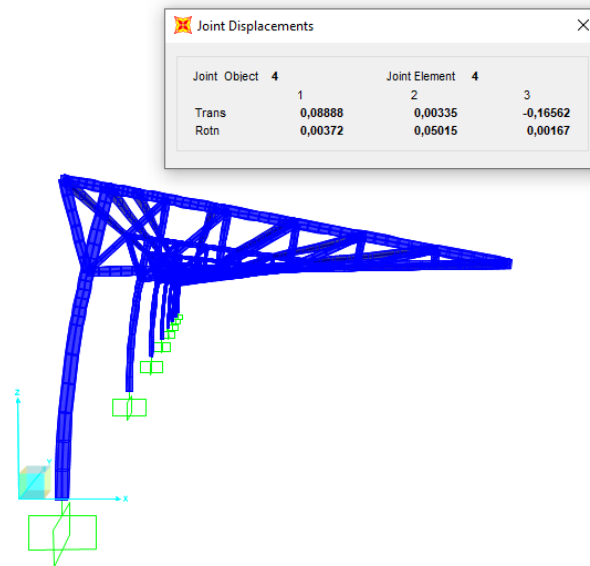 Joint Displacements
Joint Object 4 Joint Element 4
1 2 3
Trans 0,08888 0,00335 -0,16562
Rotn 0,00372 0,05015 0,00167
Z
Y
X